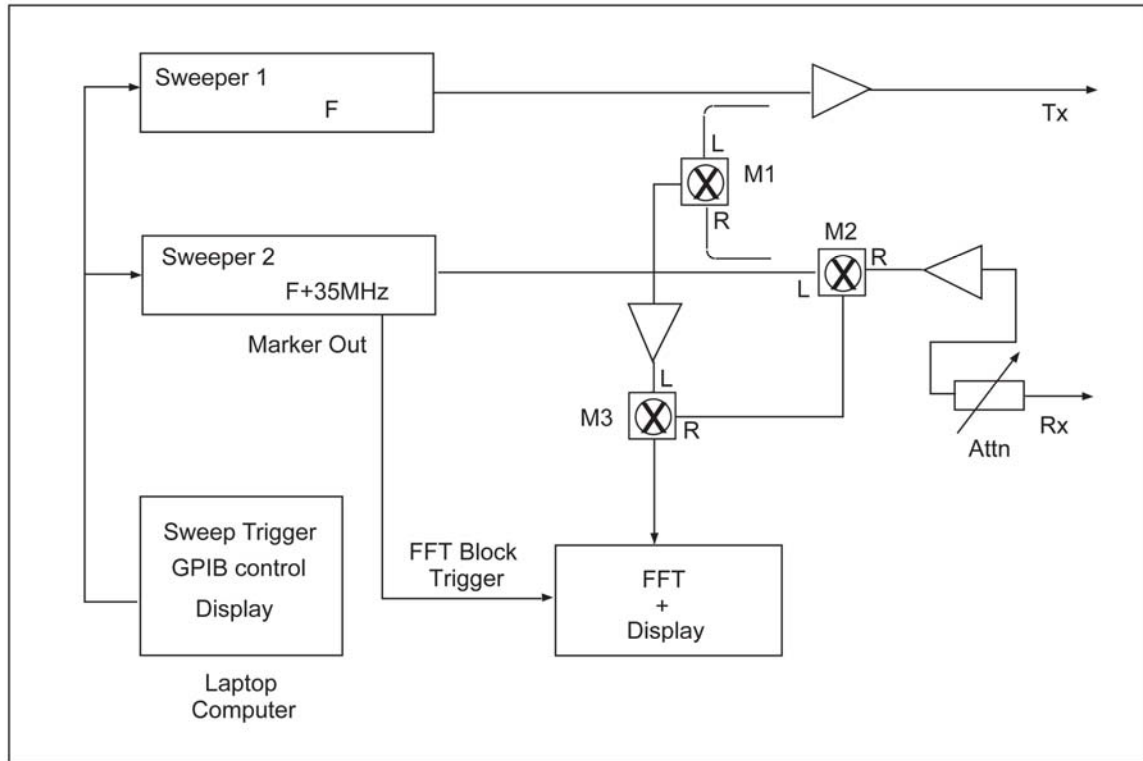 Sweeper 1
F
Tx
L
M1
R
Sweeper 2
F+35MHz
M2
R
L
Marker Out
L
M3
R
Rx
Attn
Sweep Trigger
GPIB control
Display
FFT Block
Trigger
FFT
+
Display
Laptop
Computer